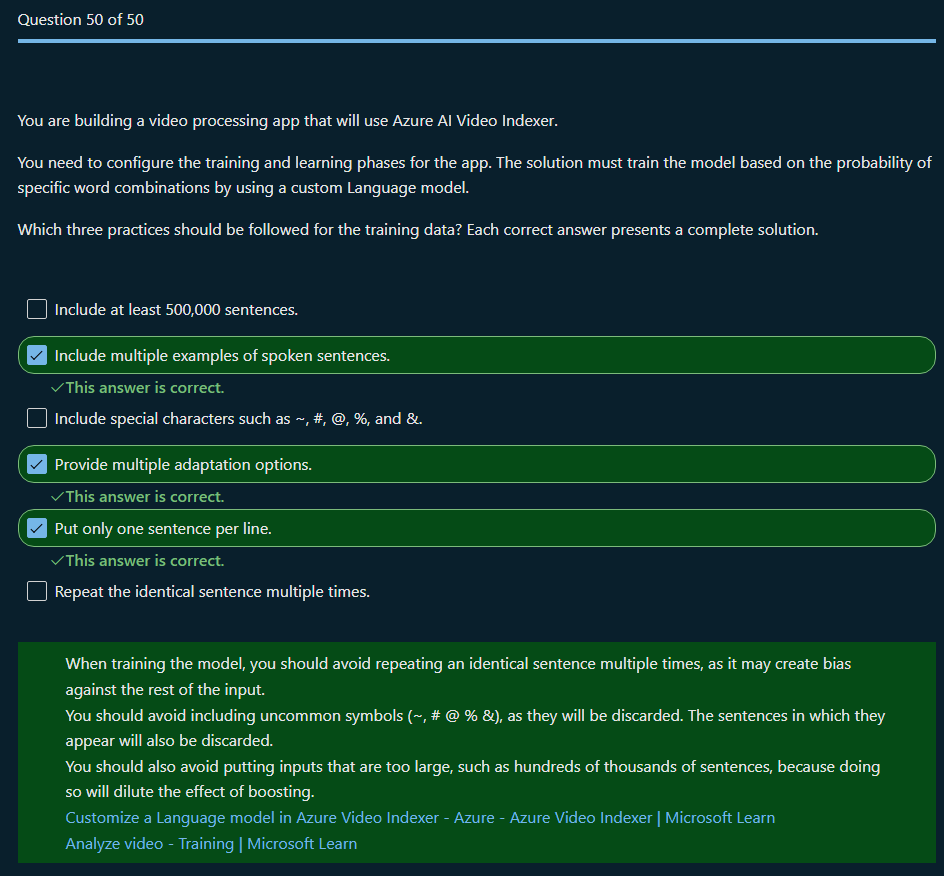 Question 50 of 50
You are building a video processing app that will use Azure AI Video Indexer.
You need to configure the training and learning phases for the app. The solution must train the model based on the probability of
specific word combinations by using a custom Language model.
Which three practices should be followed for the training data? Each correct answer presents a complete solution.
Include at least 500,000 sentences.
Include multiple examples of spoken sentences.
✓This answer is correct.
Include special characters such as ~, #, @, %, and &.
Provide multiple adaptation options.
✓This answer is correct.
Put only one sentence per line.
✓This answer is correct.
Repeat the identical sentence multiple times.
When training the model, you should avoid repeating an identical sentence multiple times, as it may create bias
against the rest of the input.
You should avoid including uncommon symbols (~, # @ % &), as they will be discarded. The sentences in which they
appear will also be discarded.
You should also avoid putting inputs that are too large, such as hundreds of thousands of sentences, because doing
so will dilute the effect of boosting.
Customize a Language model in Azure Video Indexer - Azure - Azure Video Indexer | Microsoft Learn
Analyze video - Training | Microsoft Learn